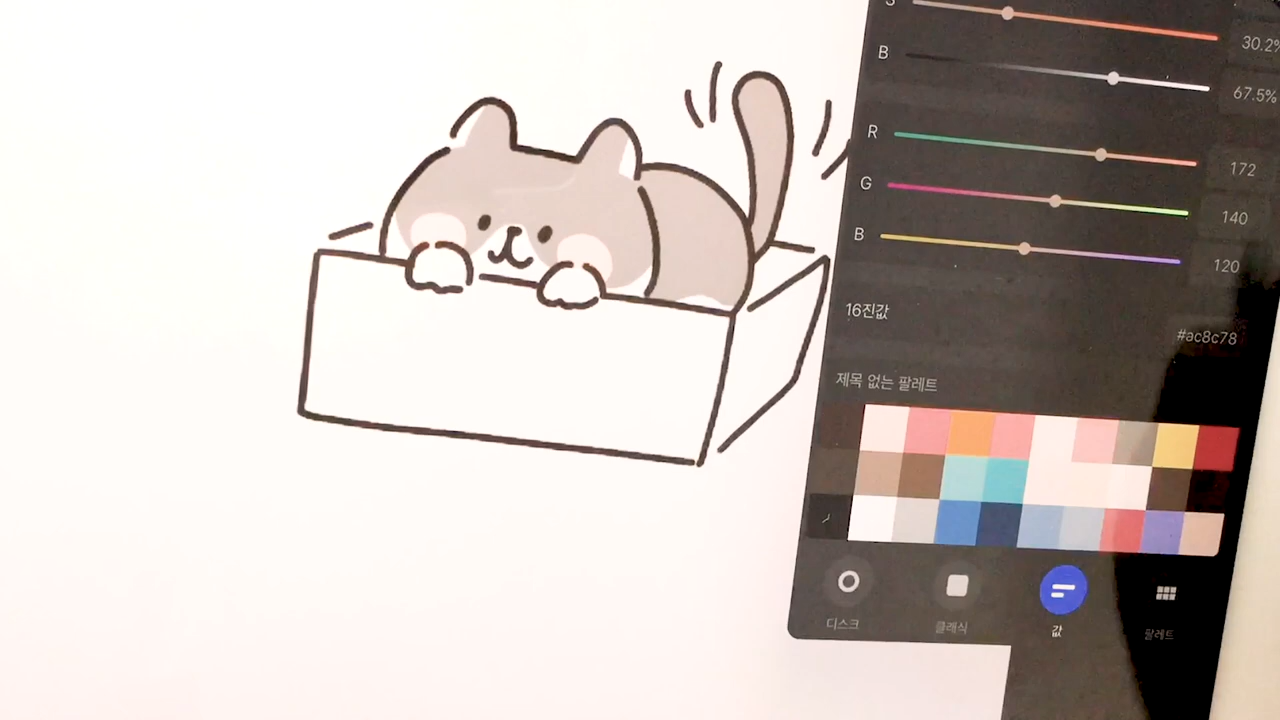 S
30.2%
B
67.5%
R
172
G
140
B
120
16진값
#ac8c78
제목 없는 팔레트
디스크
클래식
값
팔레트